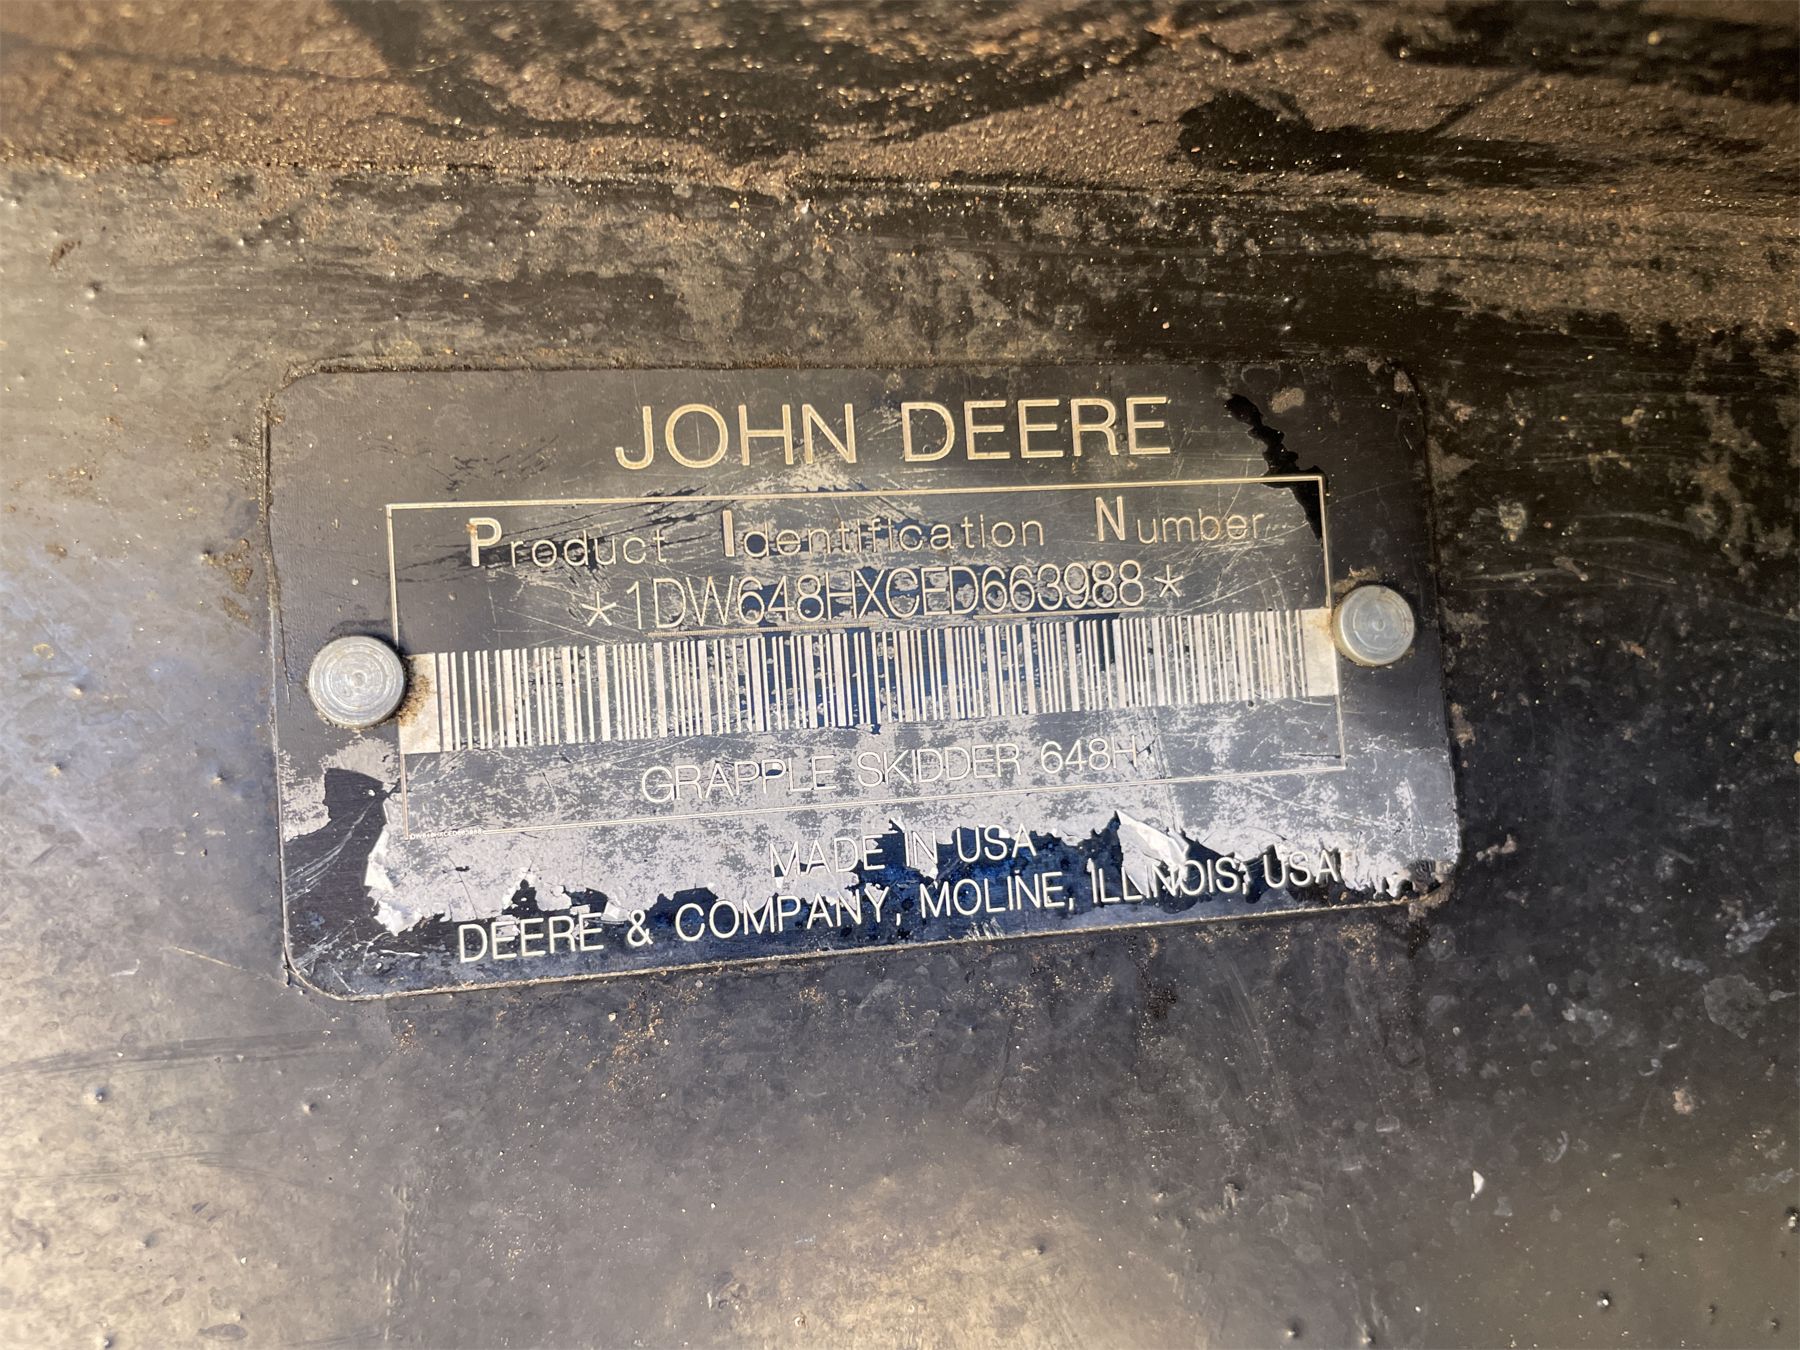 JOHN DEERE
Product Identification Number
*1DW648HXCED663988*
GRAPPLE SKIDDER 648H
MADE IN USA
DEERE & COMPANY, MOLINE, ILLINOIS, USA